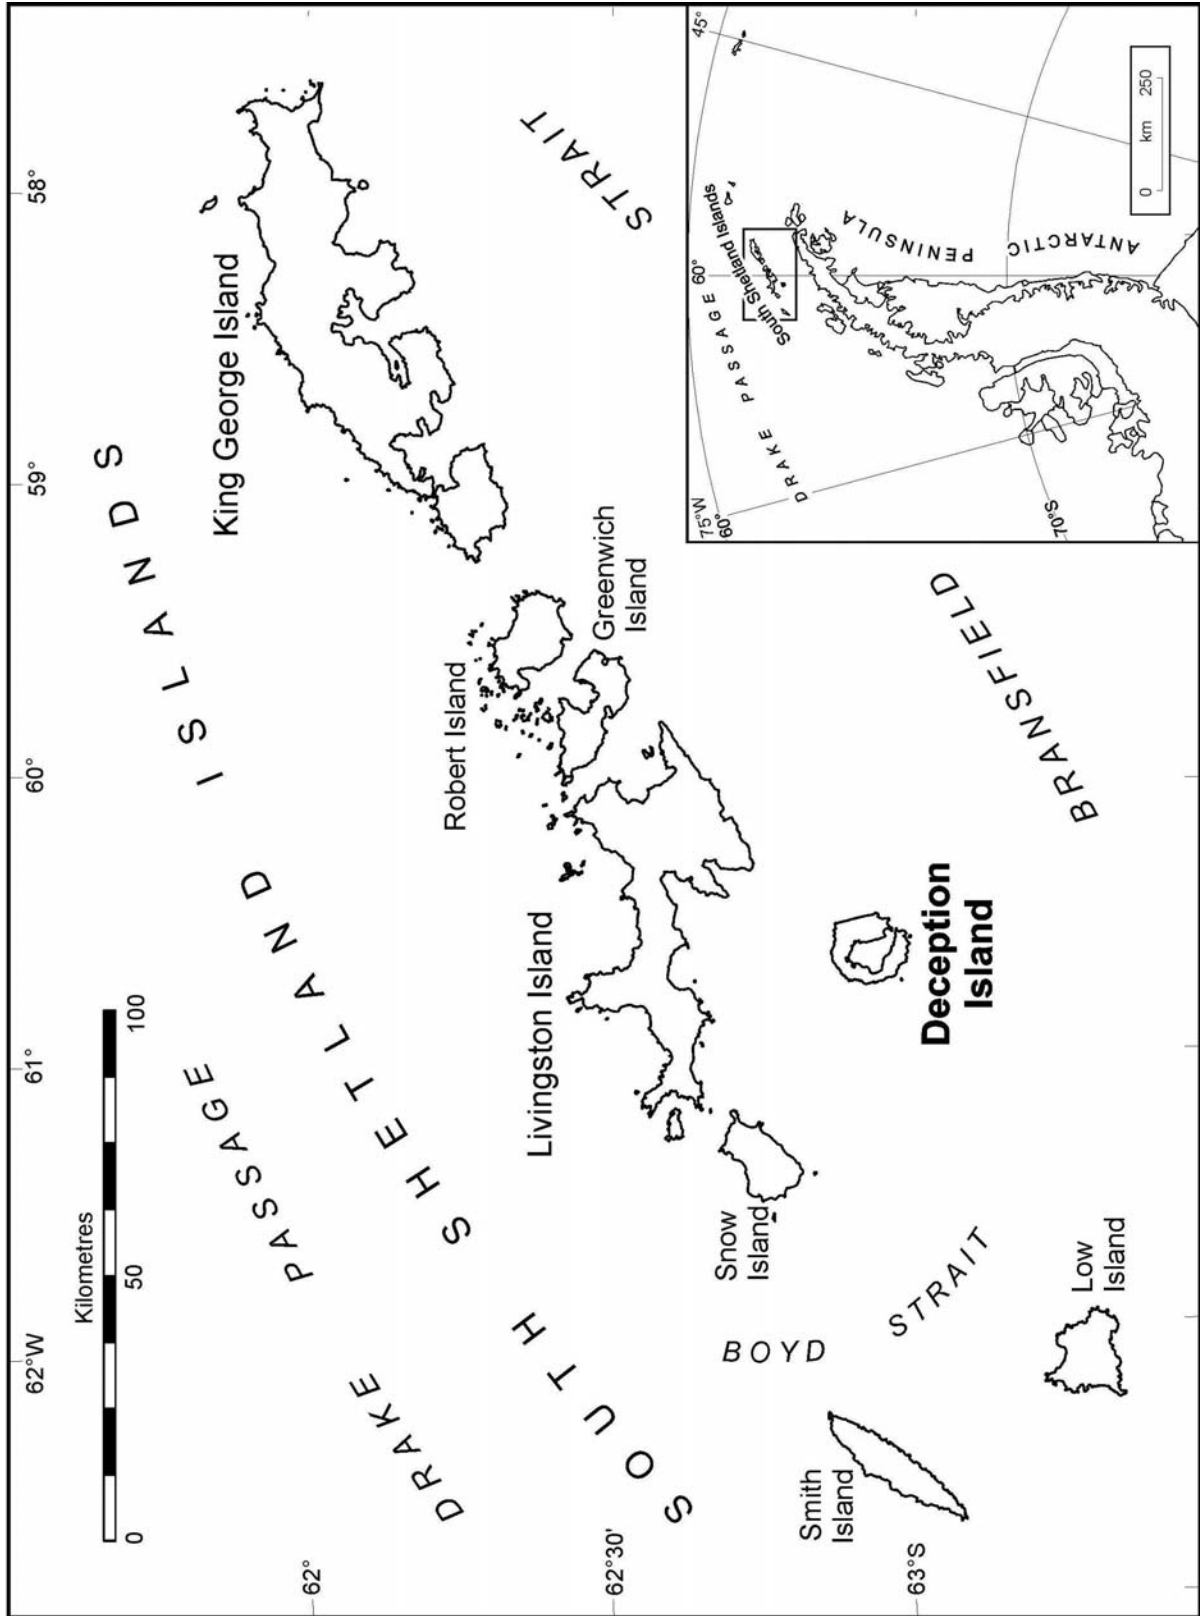 62°W
61°
60°
59°
58°
62°
62°30'
63°S
Kilometres
0
50
100
DRAKE PASSAGE
SOUTH SHETLAND ISLANDS
King George Island
Robert Island
Greenwich
Island
Livingston Island
Snow
Island
Deception
Island
Smith
Island
Low
Island
BOYD
STRAIT
BRANSFIELD
STRAIT
75°W
60°
60°
45°
70°S
DRAKE PASSAGE
South Shetland Islands
ANTARCTIC
PENINSULA
0
km
250